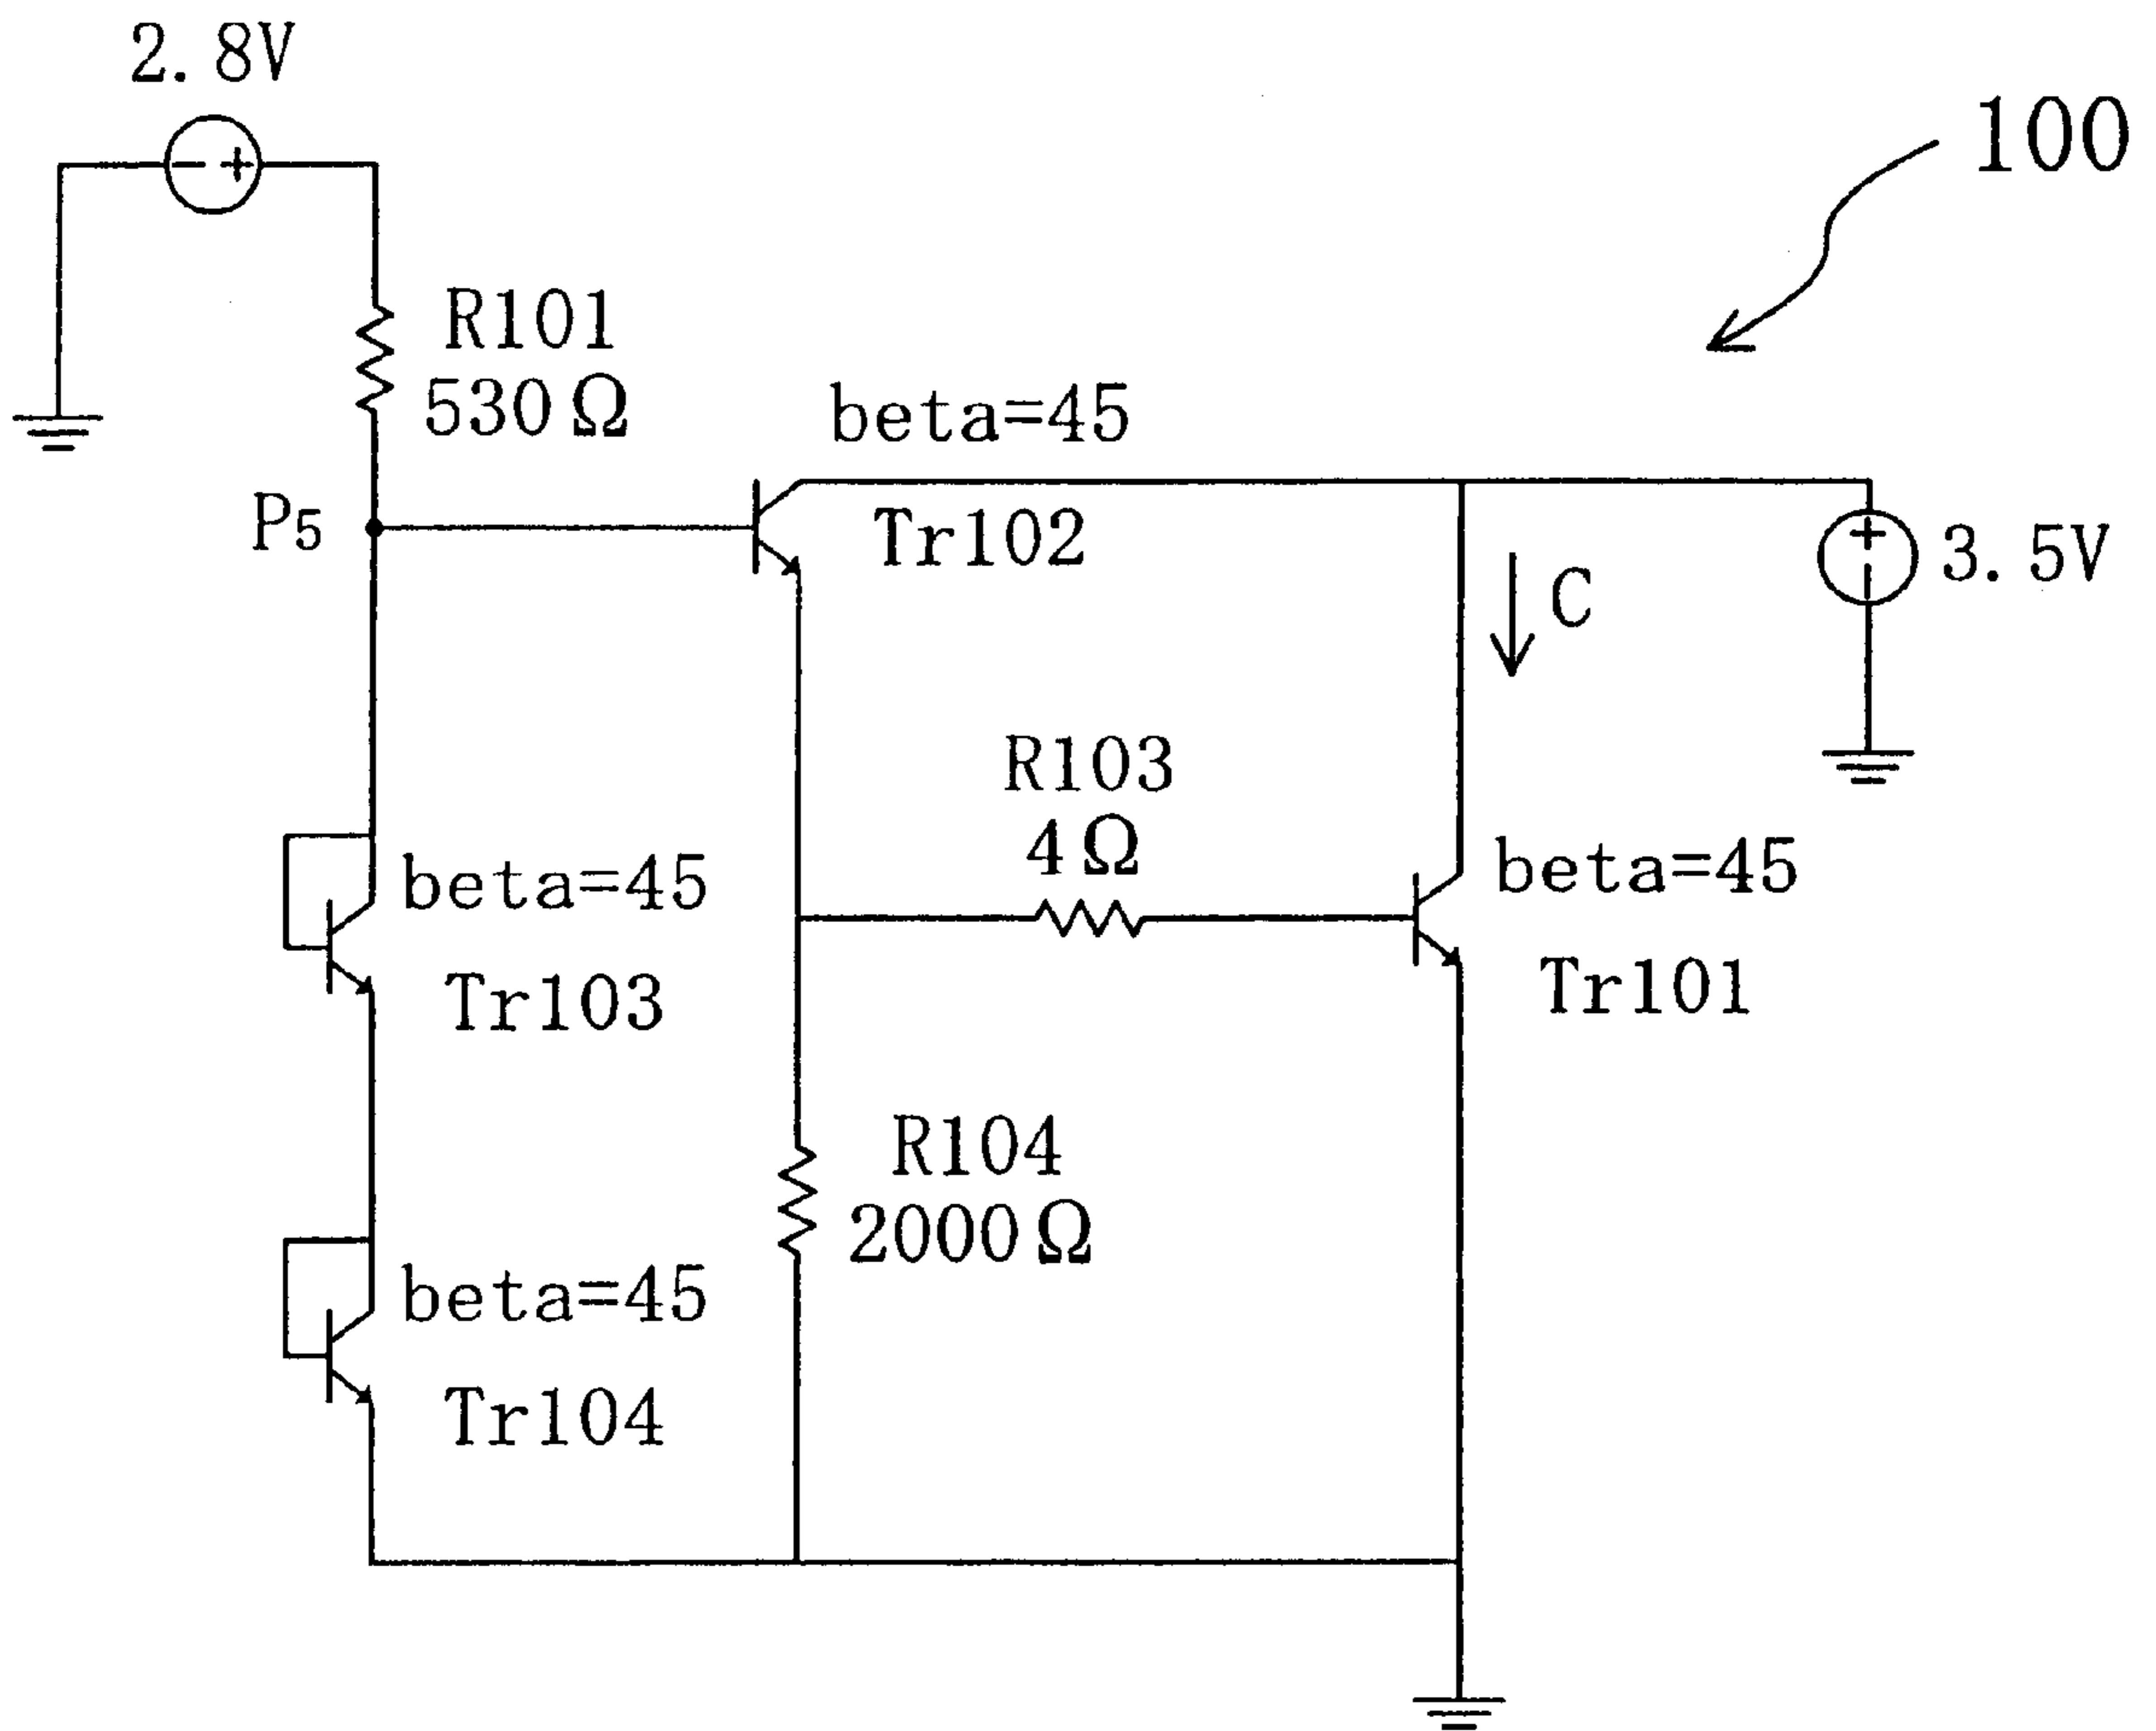 2.8V
100
R101
530Ω
beta=45
P5
Tr102
C
3.5V
R103
4Ω
beta=45
beta=45
Tr103
Tr101
R104
2000Ω
beta=45
Tr104